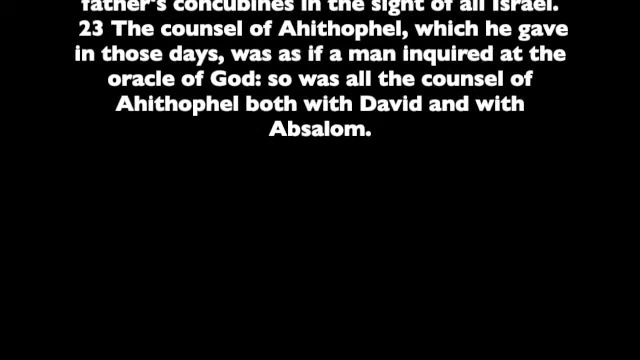 father's concubines in the sight of all Israel.
23 The counsel of Ahithophel, which he gave
in those days, was as if a man inquired at the
oracle of God: so was all the counsel of
Ahithophel both with David and with
Absalom.